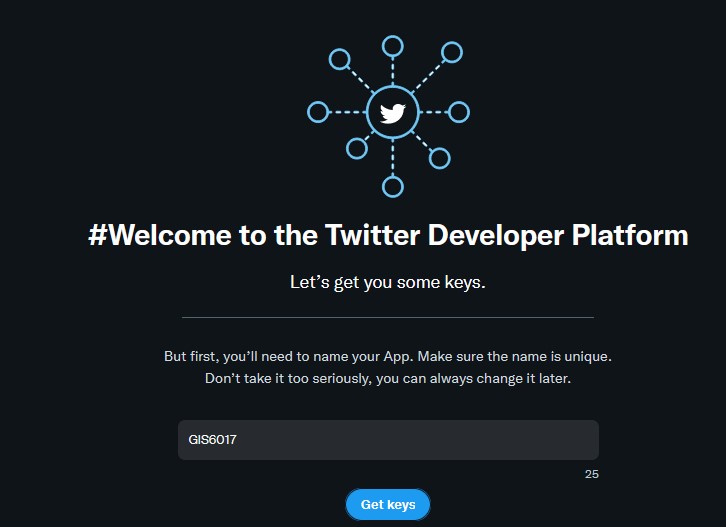 #Welcome to the Twitter Developer Platform
Let’s get you some keys.
But first, you’ll need to name your App. Make sure the name is unique.
Don’t take it too seriously, you can always change it later.
GIS6017
25
Get keys